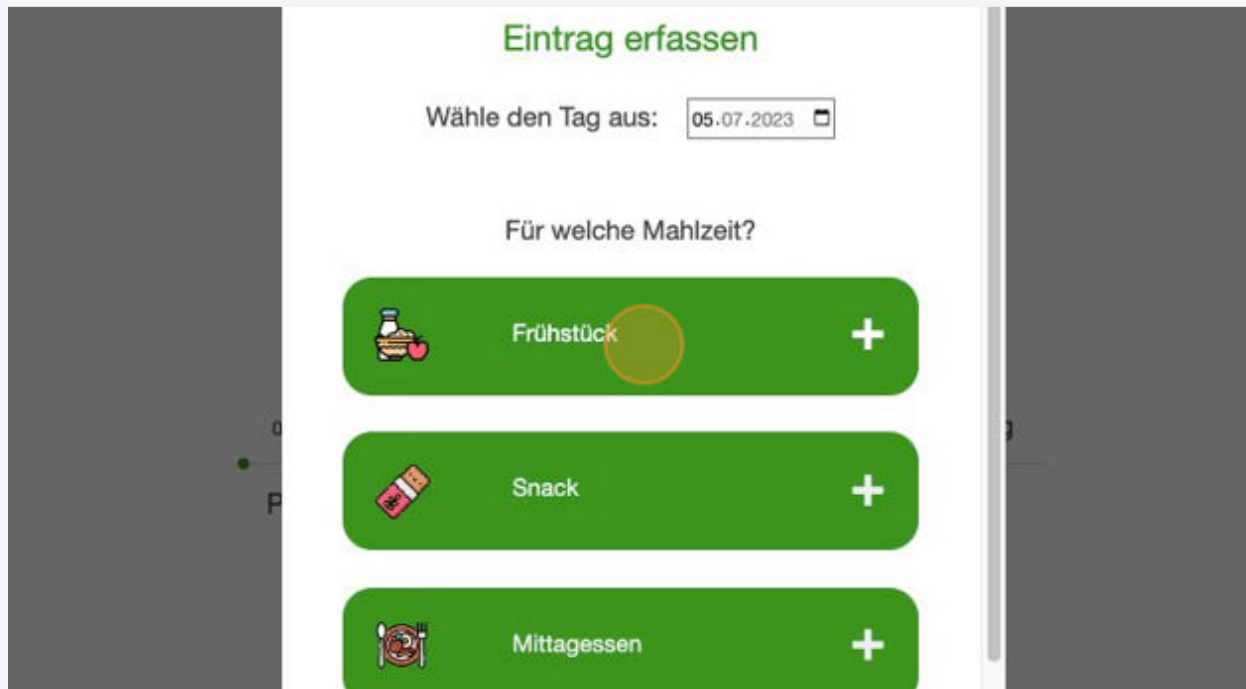 Eintrag erfassen
Wähle den Tag aus: 05.07.2023
Für welche Mahlzeit?
Frühstück
Snack
Mittagessen